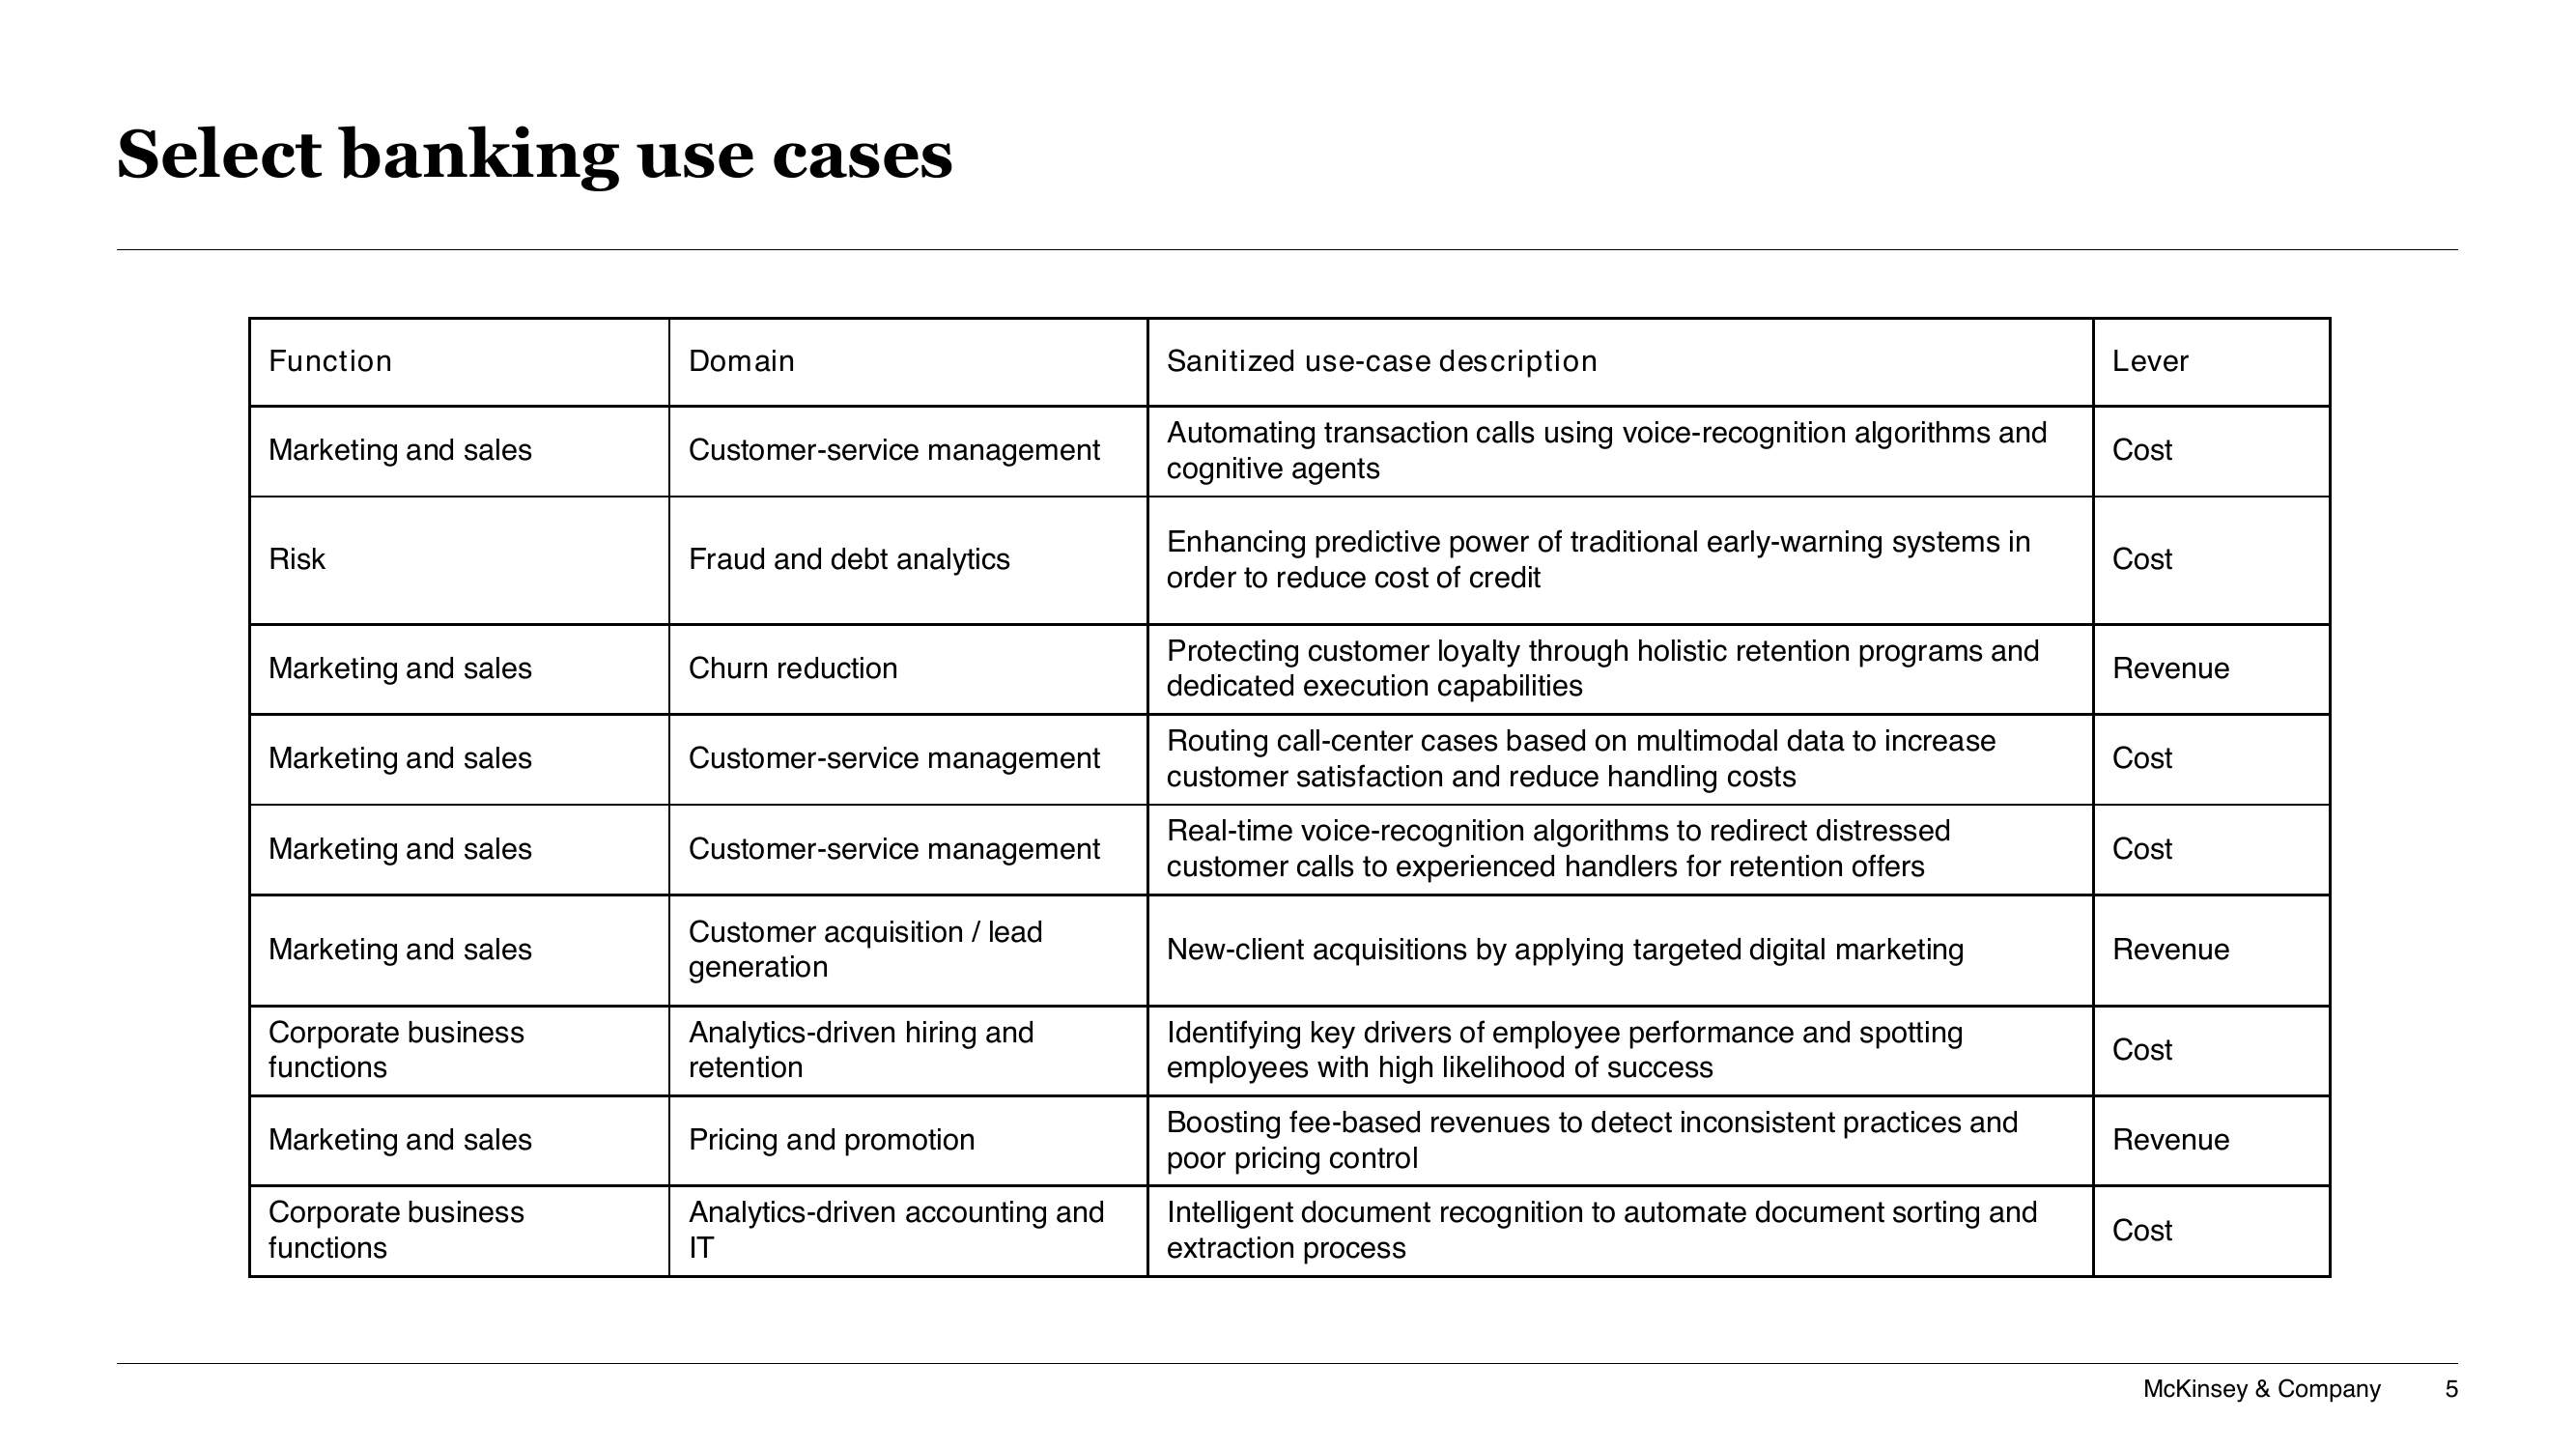 Select banking use cases
Function
Domain
Sanitized use-case description
Lever
Marketing and sales
Customer-service management
Automating transaction calls using voice-recognition algorithms and
cognitive agents
Cost
Risk
Fraud and debt analytics
Enhancing predictive power of traditional early-warning systems in
order to reduce cost of credit
Cost
Marketing and sales
Churn reduction
Protecting customer loyalty through holistic retention programs and
dedicated execution capabilities
Revenue
Marketing and sales
Customer-service management
Routing call-center cases based on multimodal data to increase
customer satisfaction and reduce handling costs
Cost
Marketing and sales
Customer-service management
Real-time voice-recognition algorithms to redirect distressed
customer calls to experienced handlers for retention offers
Cost
Marketing and sales
Customer acquisition / lead
generation
New-client acquisitions by applying targeted digital marketing
Revenue
Corporate business
functions
Analytics-driven hiring and
retention
Identifying key drivers of employee performance and spotting
employees with high likelihood of success
Cost
Marketing and sales
Pricing and promotion
Boosting fee-based revenues to detect inconsistent practices and
poor pricing control
Revenue
Corporate business
functions
Analytics-driven accounting and
IT
Intelligent document recognition to automate document sorting and
extraction process
Cost
McKinsey & Company
5